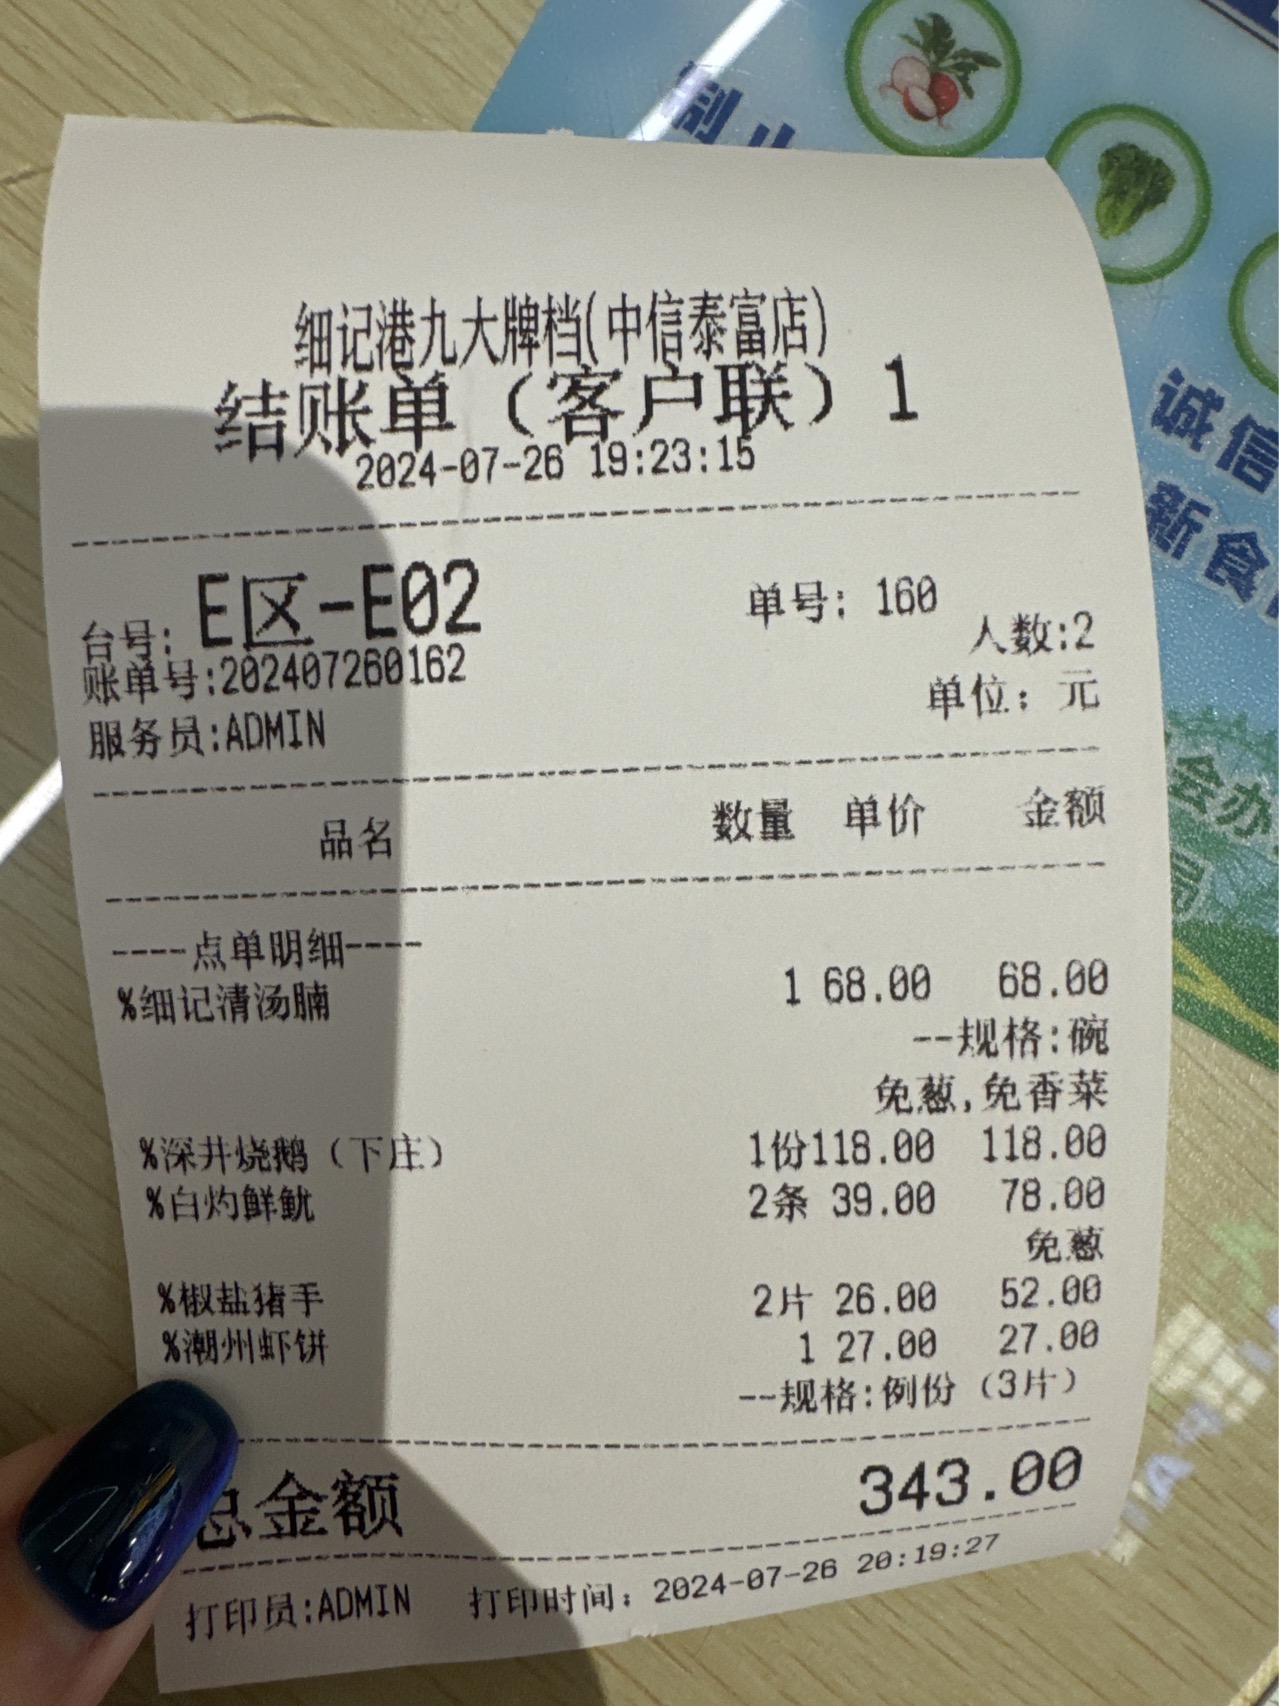 细记港九大牌档(中信泰富店)
结账单（客户联）1
2024-07-26 19:23:15
台号: E区-E02 单号: 160
人数:2
账单号:202407260162
单位: 元
服务员:ADMIN
品名 数量 单价 金额
----点单明细----
%细记清汤腩 1 68.00 68.00
--规格:碗
免葱,免香菜
%深井烧鹅（下庄） 1份118.00 118.00
%白灼鲜鱿 2条 39.00 78.00
免葱
%椒盐猪手 2片 26.00 52.00
%潮州虾饼 1 27.00 27.00
--规格:例份（3片）
总金额 343.00
打印员:ADMIN 打印时间: 2024-07-26 20:19:27
诚信
新食
会办
局